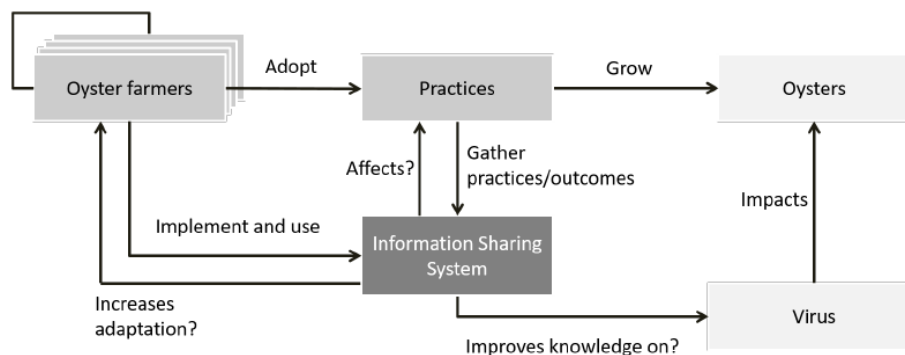 Adopt
Grow
Oyster farmers
Practices
Oysters
Affects?
Gather
practices/outcomes
Impacts
Implement and use
Information Sharing
System
Increases
adaptation?
Virus
Improves knowledge on?